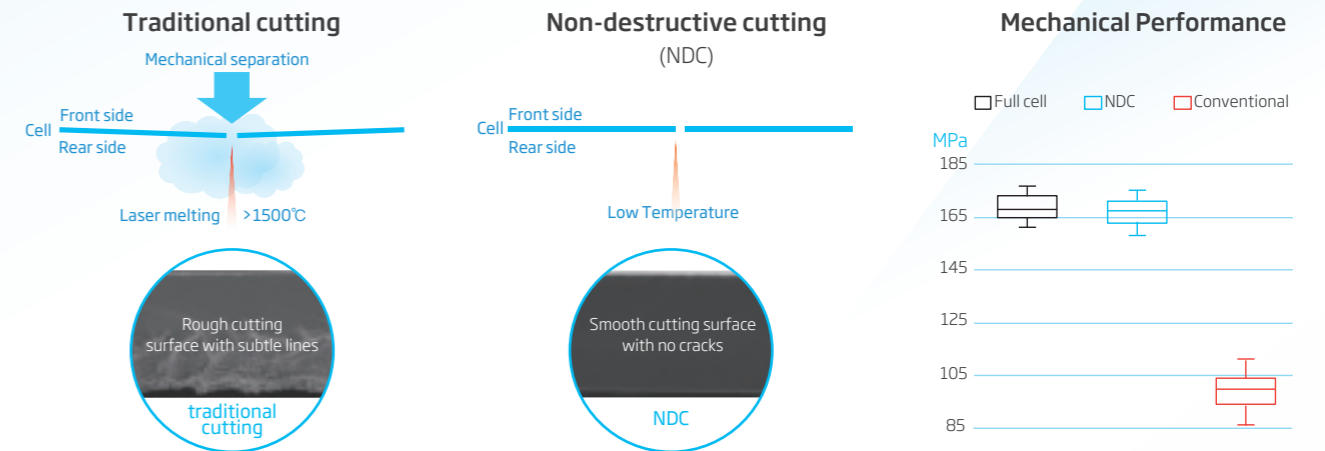 Traditional cutting
Mechanical separation
Front side
Cell
Rear side
Laser melting >1500℃
Rough cutting
surface with subtle lines
traditional
cutting
Non-destructive cutting
(NDC)
Front side
Cell
Rear side
Low Temperature
Smooth cutting surface
with no cracks
NDC
Mechanical Performance
Full cell NDC Conventional
MPa
185
165
145
125
105
85